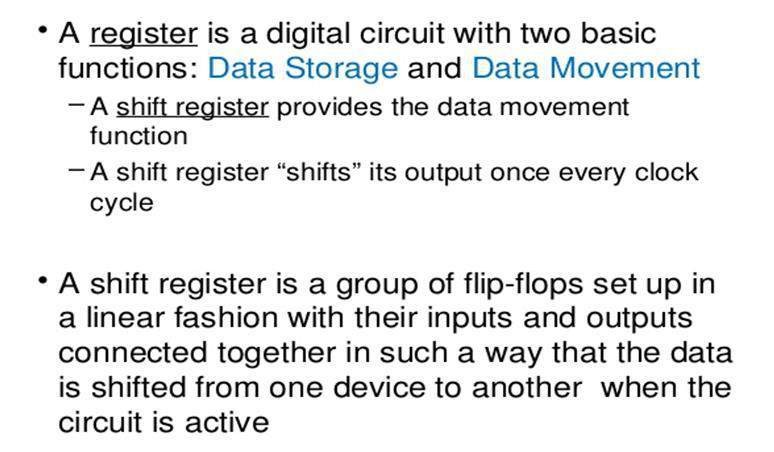 • A register is a digital circuit with two basic
functions: Data Storage and Data Movement
– A shift register provides the data movement
function
– A shift register “shifts” its output once every clock
cycle
• A shift register is a group of flip-flops set up in
a linear fashion with their inputs and outputs
connected together in such a way that the data
is shifted from one device to another  when the
circuit is active